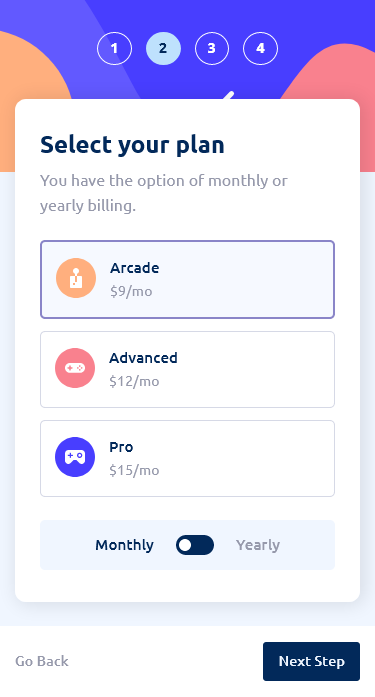 1 2 3 4
Select your plan
You have the option of monthly or
yearly billing.
Arcade
$9/mo
Advanced
$12/mo
Pro
$15/mo
Monthly Yearly
Go Back Next Step